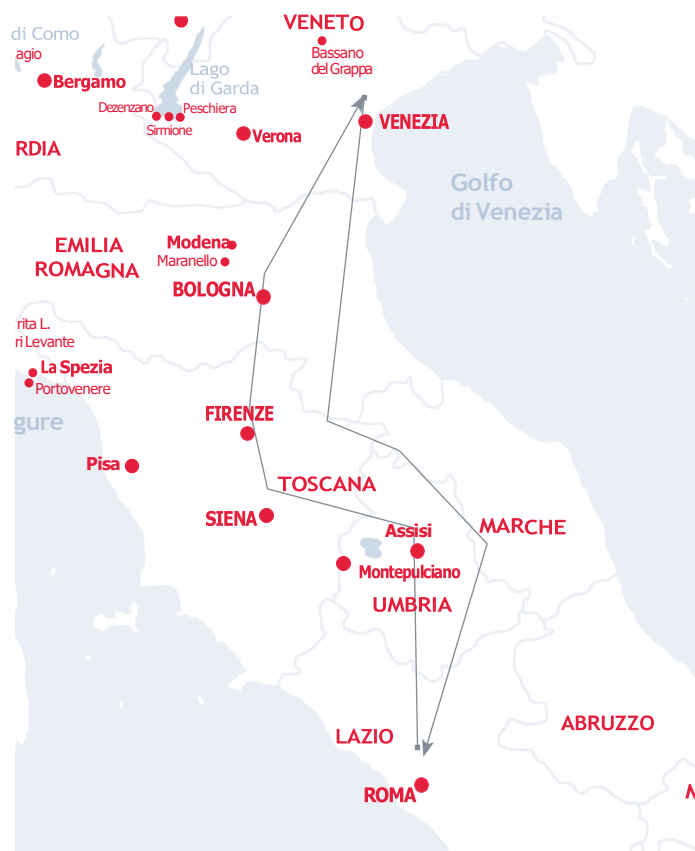 VENETO
di Como
Bassano
del Grappa
agio
Bergamo
Lago
di Garda
Dezenzano
Peschiera
Sirmione
VENEZIA
Verona
RDIA
Golfo
di Venezia
EMILIA
ROMAGNA
Modena
Maranello
BOLOGNA
rita L.
ri Levante
La Spezia
Portovenere
gure
FIRENZE
Pisa
TOSCANA
SIENA
MARCHE
Assisi
Montepulciano
UMBRIA
ABRUZZO
LAZIO
ROMA
M